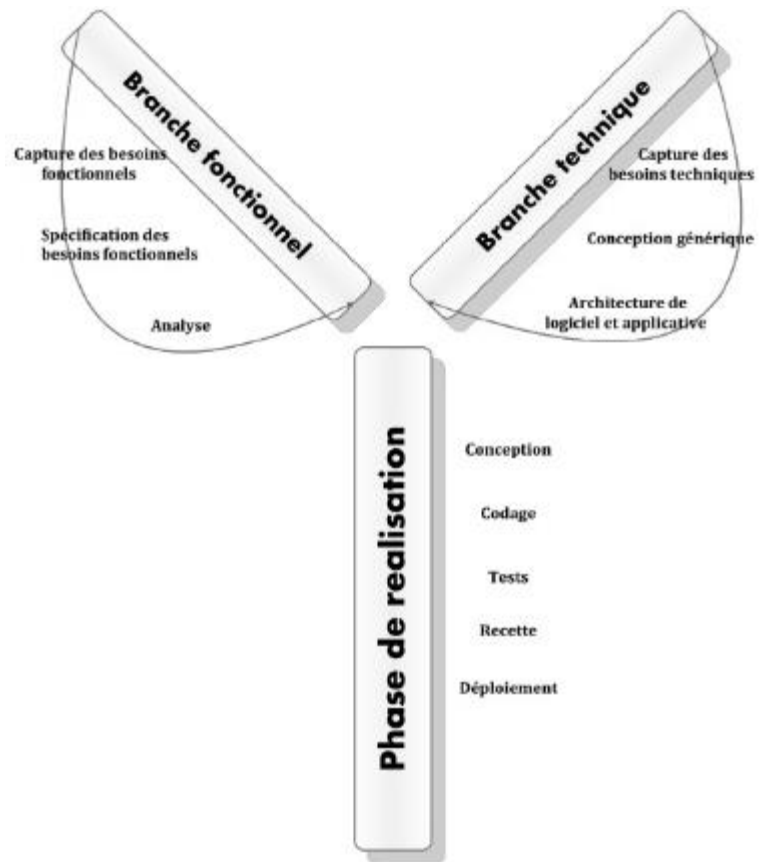 Branche fonctionnel
Capture des besoins
fonctionnels
Spécification des
besoins fonctionnels
Analyse
Branche technique
Capture des
besoins techniques
Conception générique
Architecture de
logiciel et applicative
Phase de realisation
Conception
Codage
Tests
Recette
Déploiement